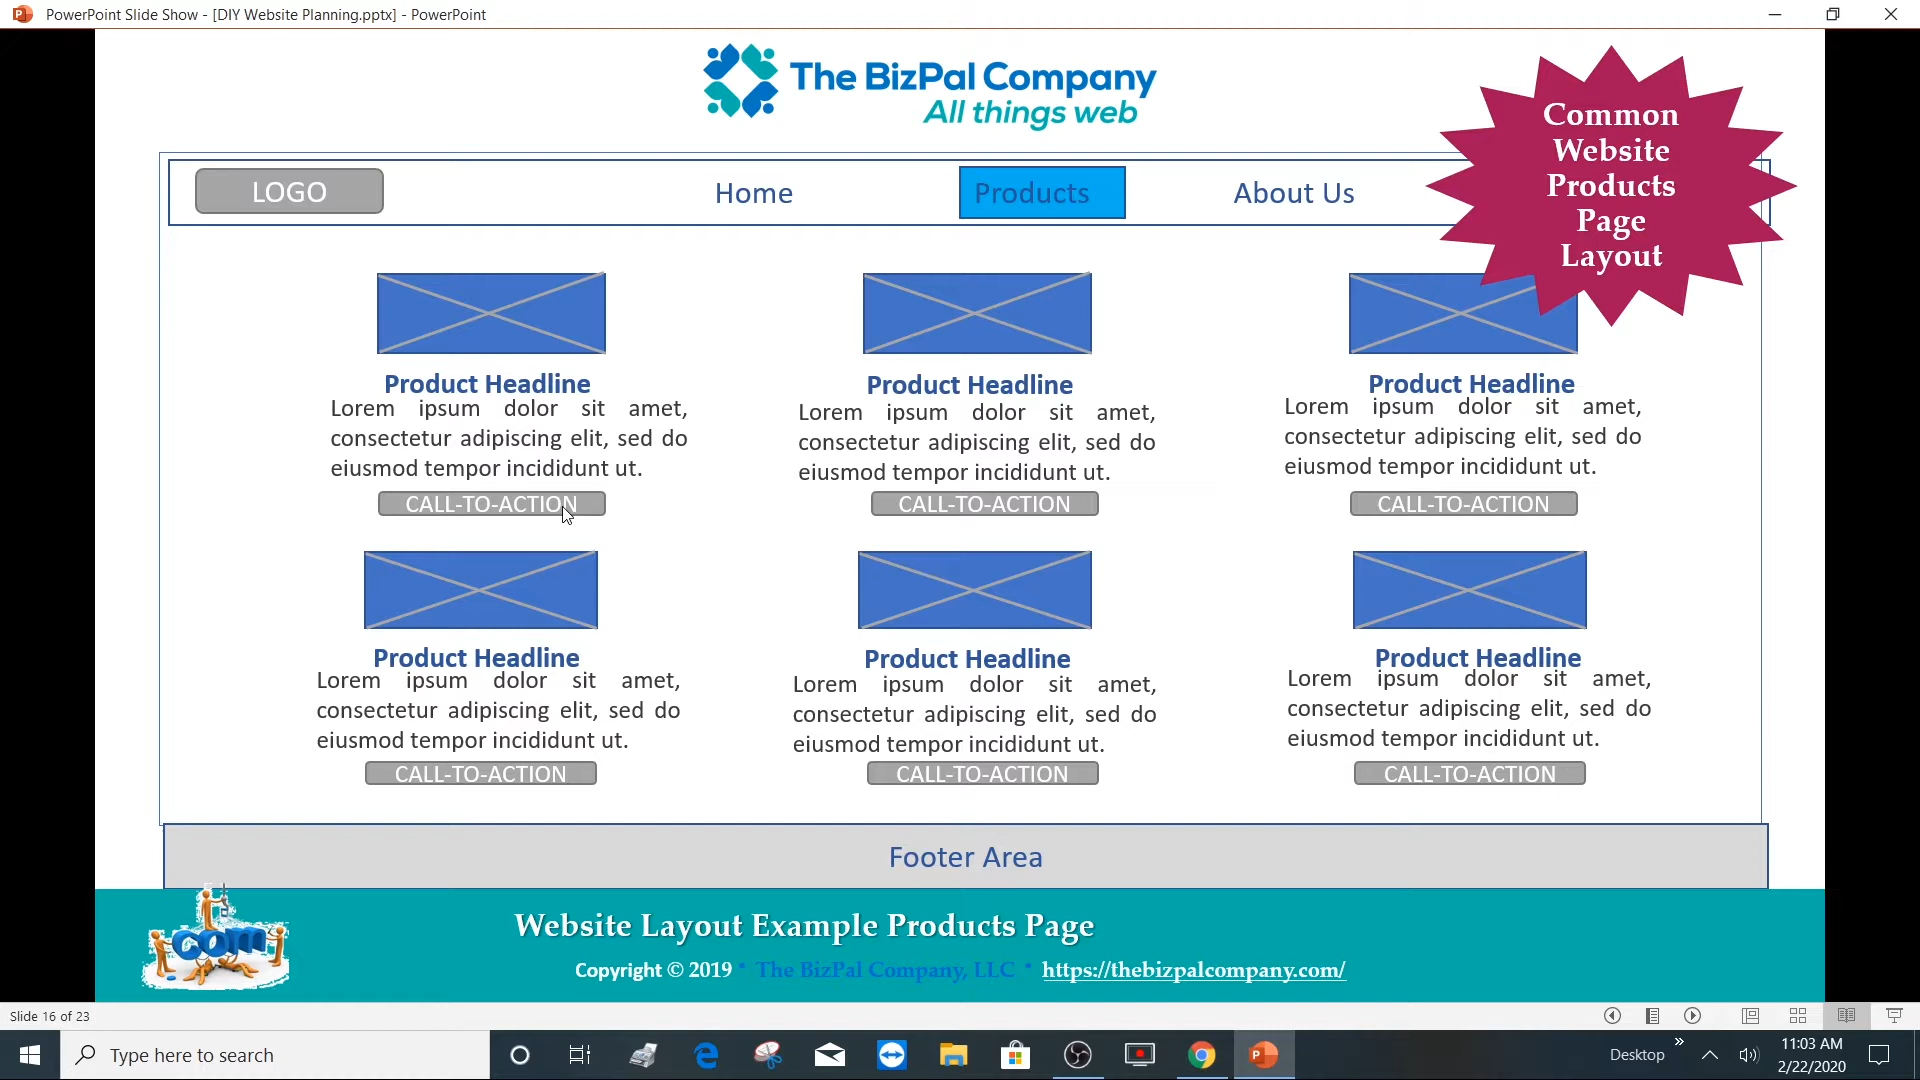 PowerPoint Slide Show - [DIY Website Planning.pptx] - PowerPoint
The BizPal Company
All things web
Common
Website
Products
Page
Layout
LOGO
Home
Products
About Us
Product Headline
Lorem ipsum dolor sit amet,
consectetur adipiscing elit, sed do
eiusmod tempor incididunt ut.
CALL-TO-ACTION
Product Headline
Lorem ipsum dolor sit amet,
consectetur adipiscing elit, sed do
eiusmod tempor incididunt ut.
CALL-TO-ACTION
Product Headline
Lorem ipsum dolor sit amet,
consectetur adipiscing elit, sed do
eiusmod tempor incididunt ut.
CALL-TO-ACTION
Product Headline
Lorem ipsum dolor sit amet,
consectetur adipiscing elit, sed do
eiusmod tempor incididunt ut.
CALL-TO-ACTION
Product Headline
Lorem ipsum dolor sit amet,
consectetur adipiscing elit, sed do
eiusmod tempor incididunt ut.
CALL-TO-ACTION
Product Headline
Lorem ipsum dolor sit amet,
consectetur adipiscing elit, sed do
eiusmod tempor incididunt ut.
CALL-TO-ACTION
Footer Area
com
Website Layout Example Products Page
Copyright © 2019 * The BizPal Company, LLC * https://thebizpalcompany.com/
Slide 16 of 23
Type here to search
Desktop
11:03 AM
2/22/2020